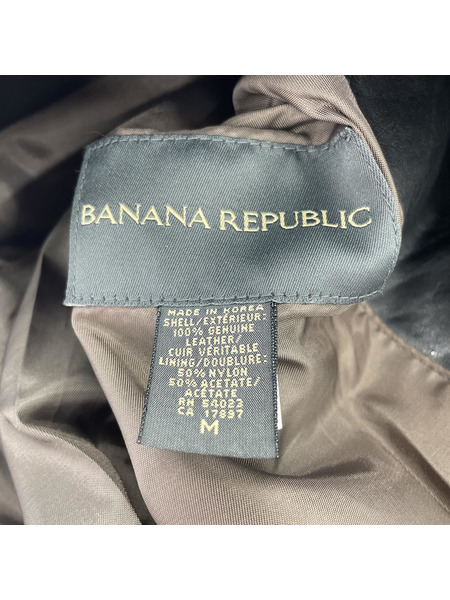 BANANA REPUBLIC
MADE IN KOREA
SHELL/EXTÉRIEUR:
100% GENUINE
LEATHER/
CUIR VÉRITABLE
LINING/DOUBLURE:
50% NYLON
50% ACETATE/
ACÉTATE
RN 54023
CA 17897
M